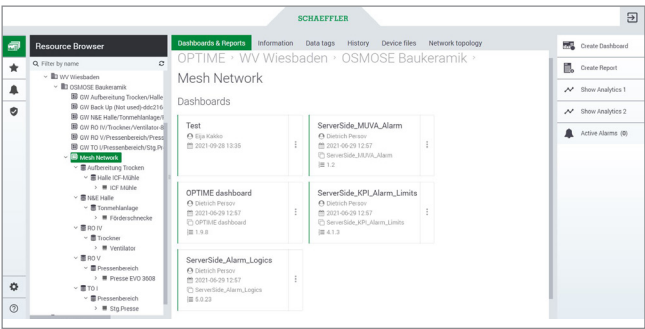 SCHAEFFLER
Resource Browser
Filter by name
WV Wiesbaden
OSMOSE Baukeramik
GW Aufbereitung Trocken/Halle
GW Back Up (Not used)-ddc216
GW N&E Halle/Tonmehlanlage/
GW RO IV/Trockner/Ventilator-
GW RO V/Pressenbereich/Press
GW TO I/Pressenbereich/Stg.Pr
Mesh Network
Aufbereitung Trocken
Halle ICF-Mühle
ICF Mühle
N&E Halle
Tonmehlanlage
Förderschnecke
RO IV
Trockner
Ventilator
RO V
Pressenbereich
Presse EVO 3608
TO I
Pressenbereich
Stg.Presse
Dashboards & Reports Information Data tags History Device files Network topology
OPTIME › WV Wiesbaden › OSMOSE Baukeramik ›
Mesh Network
Dashboards
Test
Eija Kakko
2021-09-28 13:35
ServerSide_MUVA_Alarm
Dietrich Persov
2021-06-29 12:57
ServerSide_MUVA_Alarm
1.2
OPTIME dashboard
Dietrich Persov
2021-06-29 12:57
OPTIME dashboard
1.9.0
ServerSide_KPI_Alarm_Limits
Dietrich Persov
2021-06-29 12:57
ServerSide_KPI_Alarm_Limits
4.1.3
ServerSide_Alarm_Logics
Dietrich Persov
2021-06-29 12:57
ServerSide_Alarm_Logics
5.0.23
Create Dashboard
Create Report
Show Analytics 1
Show Analytics 2
Active Alarms (0)